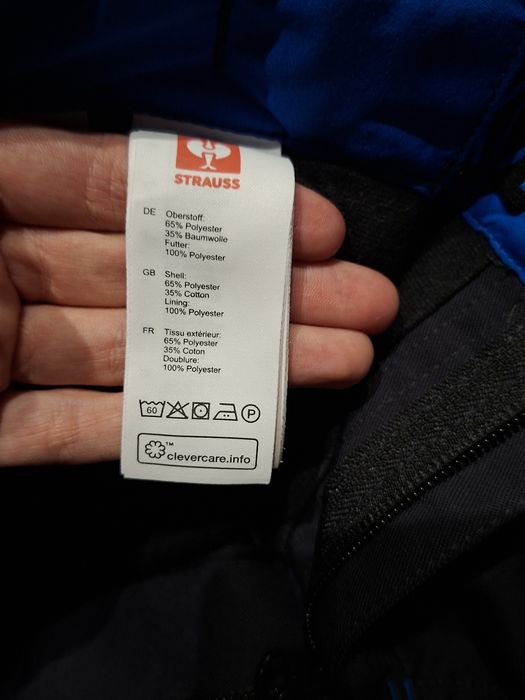 STRAUSS
DE Oberstoff:
65% Polyester
35% Baumwolle
Futter:
100% Polyester
GB Shell:
65% Polyester
35% Cotton
Lining:
100% Polyester
FR Tissu extérieur:
65% Polyester
35% Coton
Doublure:
100% Polyester
60 P
™ clevercare.info